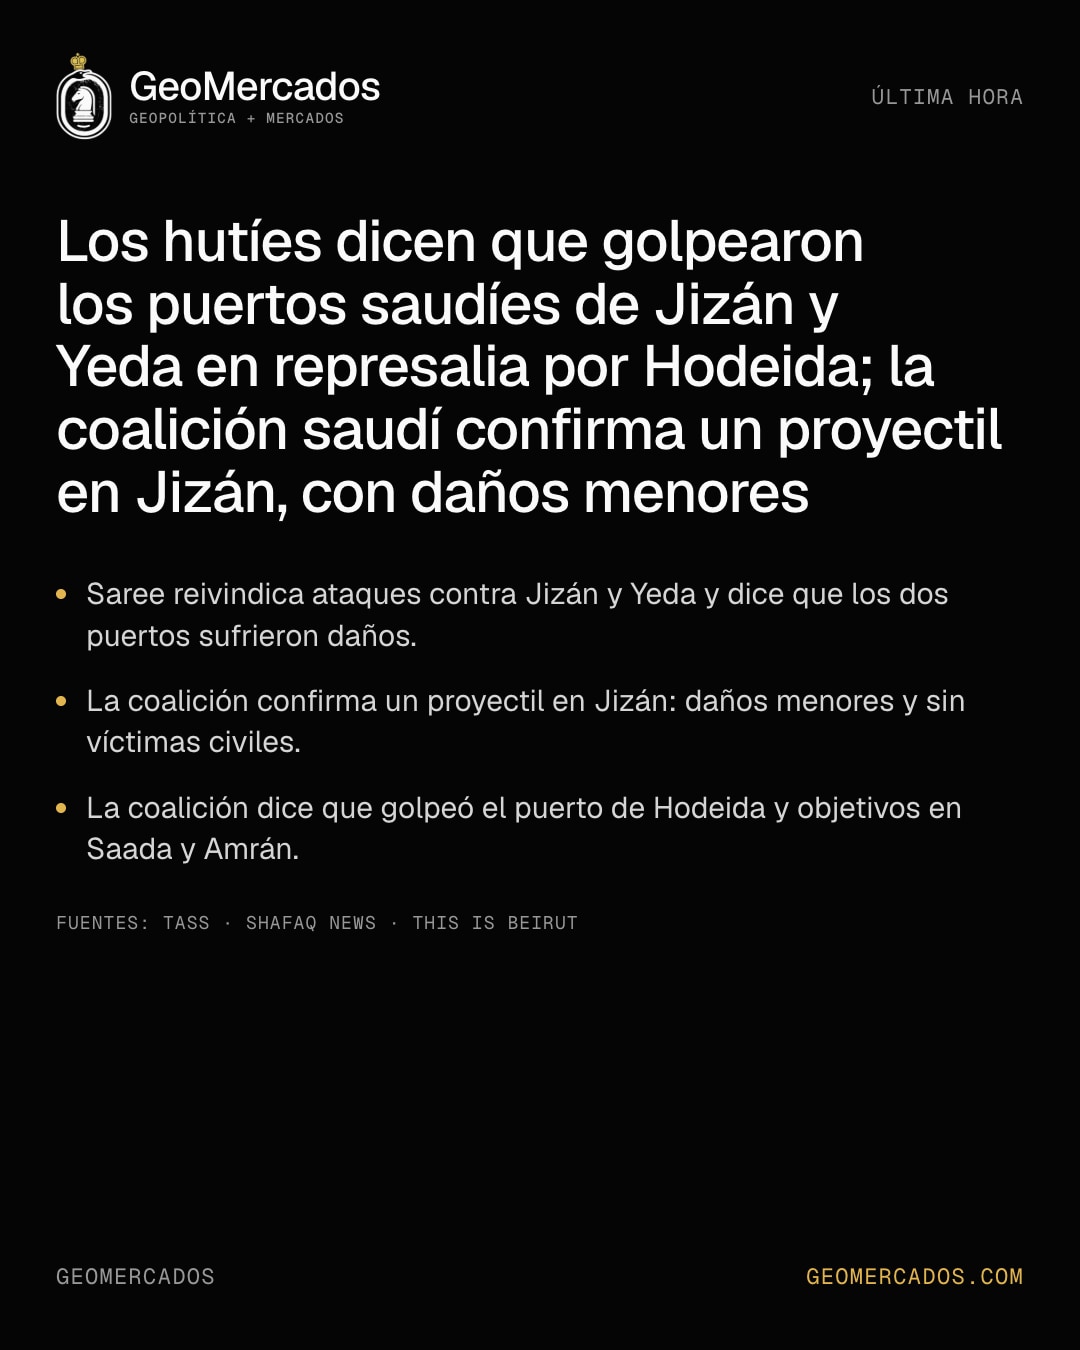 GeoMercados
GEOPOLÍTICA + MERCADOS
ÚLTIMA HORA
Los hutíes dicen que golpearon
los puertos saudíes de Jizán y
Yeda en represalia por Hodeida; la
coalición saudí confirma un proyectil
en Jizán, con daños menores
• Saree reivindica ataques contra Jizán y Yeda y dice que los dos
puertos sufrieron daños.
• La coalición confirma un proyectil en Jizán: daños menores y sin
víctimas civiles.
• La coalición dice que golpeó el puerto de Hodeida y objetivos en
Saada y Amrán.
FUENTES: TASS · SHAFAQ NEWS · THIS IS BEIRUT
GEOMERCADOS
GEOMERCADOS.COM